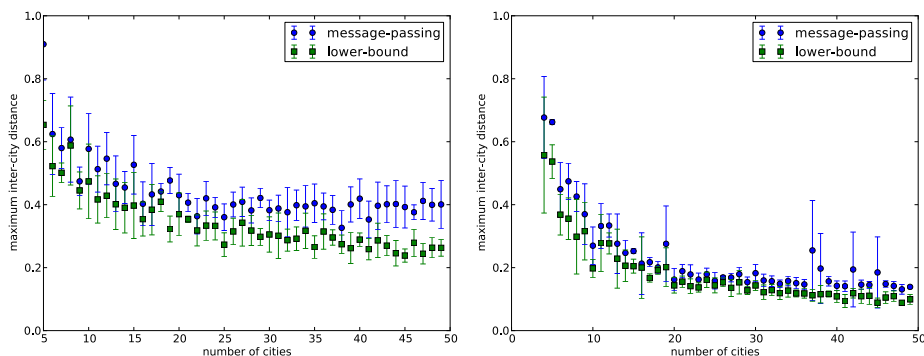 1.0
0.8
0.6
0.4
0.2
0.0
5 10 15 20 25 30 35 40 45 50
maximum inter-city distance
number of cities
message-passing
lower-bound
1.0
0.8
0.6
0.4
0.2
0.0
0 10 20 30 40 50
maximum inter-city distance
number of cities
message-passing
lower-bound